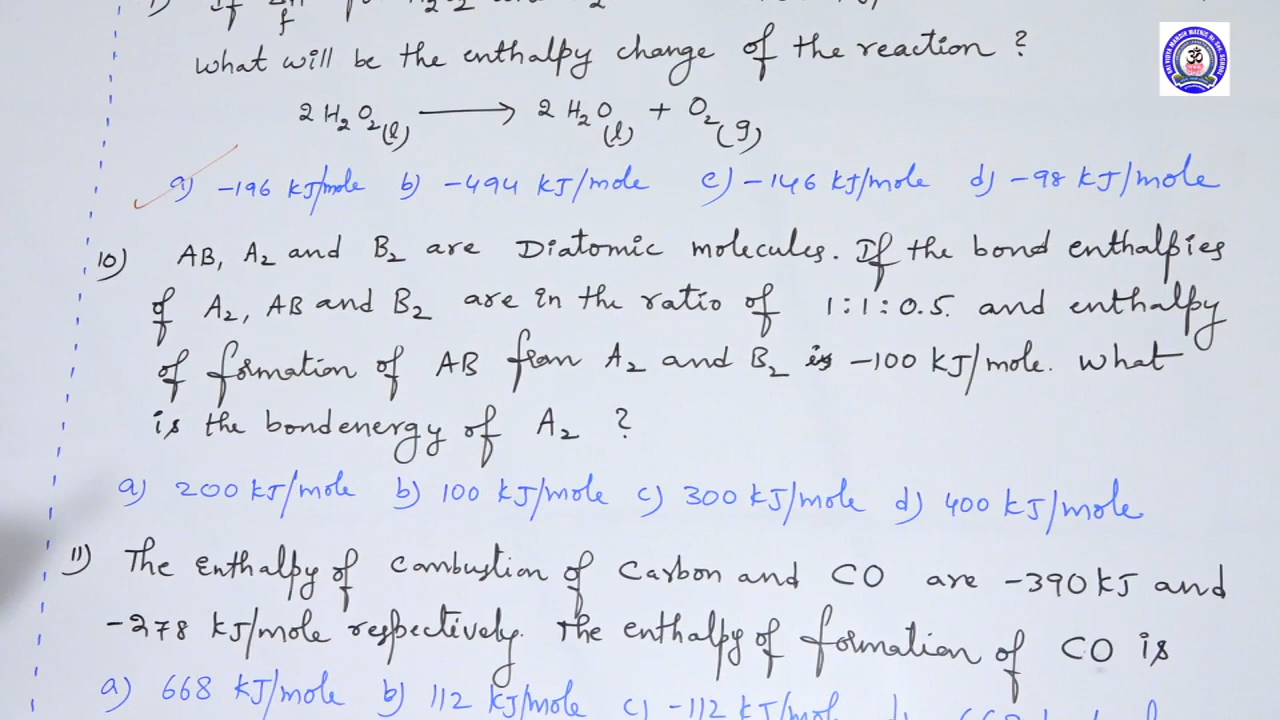 what will be the enthalpy change of the reaction ?
2 H₂O₂(l) ⟶ 2 H₂O(l) + O₂(g)
a) -196 kJ/mole b) -494 kJ/mole c) -146 kJ/mole d) -98 kJ/mole
10) AB, A₂ and B₂ are Diatomic molecules. If the bond enthalpies
of A₂, AB and B₂ are in the ratio of 1:1:0.5. and enthalpy
of formation of AB from A₂ and B₂ is -100 kJ/mole. what
is the bondenergy of A₂ ?
a) 200 kJ/mole b) 100 kJ/mole c) 300 kJ/mole d) 400 kJ/mole
11) The Enthalpy of combustion of Carbon and CO are -390 kJ and
-278 kJ/mole respectively. The enthalpy of formation of CO is
a) 668 kJ/mole b) 112 kJ/mole c) -112 kJ/mol